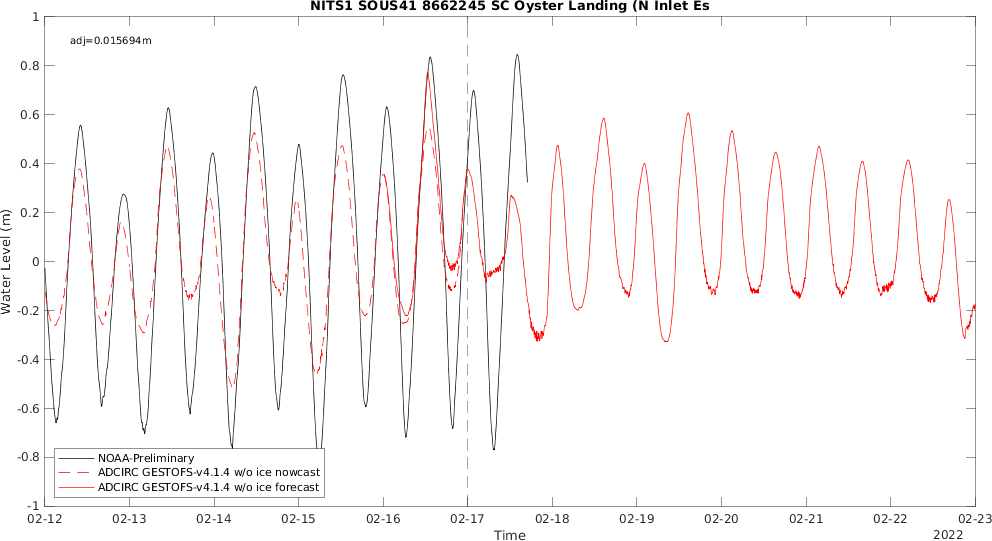 NITS1 SOUS41 8662245 SC Oyster Landing (N Inlet Es
adj=0.015694m
Water Level (m)
1
0.8
0.6
0.4
0.2
0
-0.2
-0.4
-0.6
-0.8
-1
NOAA-Preliminary
ADCIRC GESTOFS-v4.1.4 w/o ice nowcast
ADCIRC GESTOFS-v4.1.4 w/o ice forecast
02-12 02-13 02-14 02-15 02-16 02-17 02-18 02-19 02-20 02-21 02-22 02-23
Time
2022